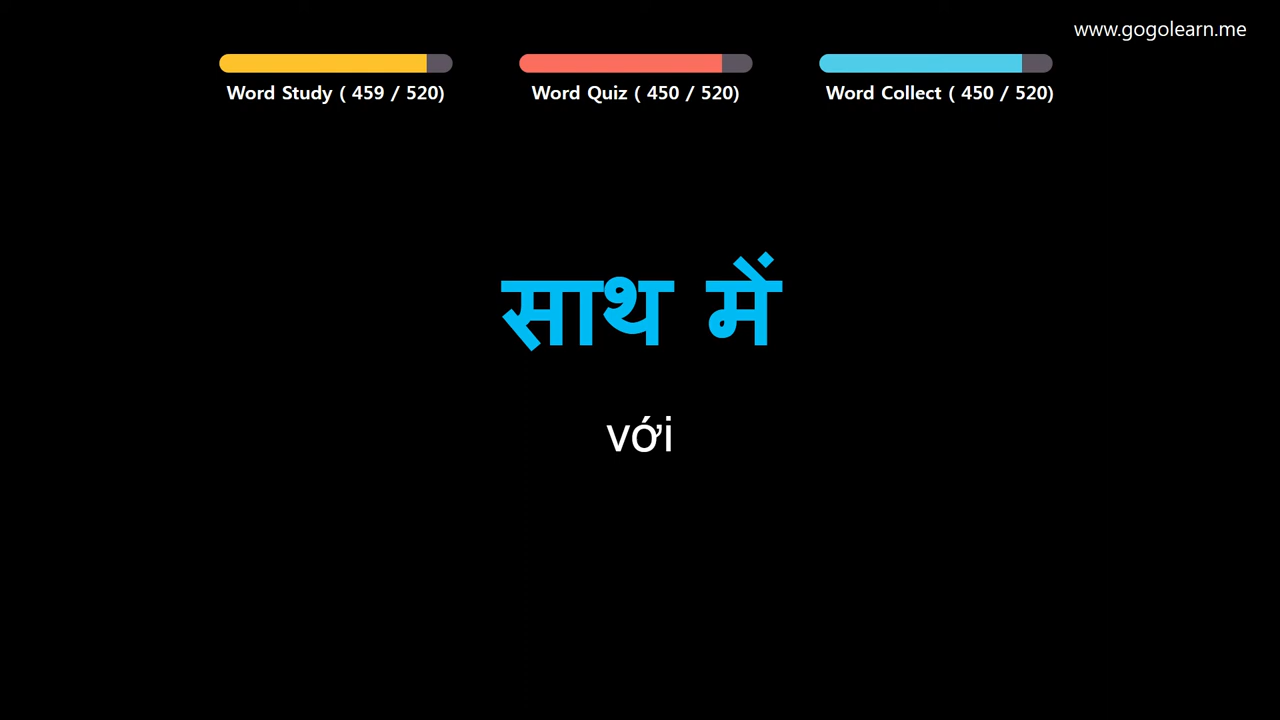 www.gogolearn.me
Word Study ( 459 / 520)
Word Quiz ( 450 / 520)
Word Collect ( 450 / 520)
साथ में
với